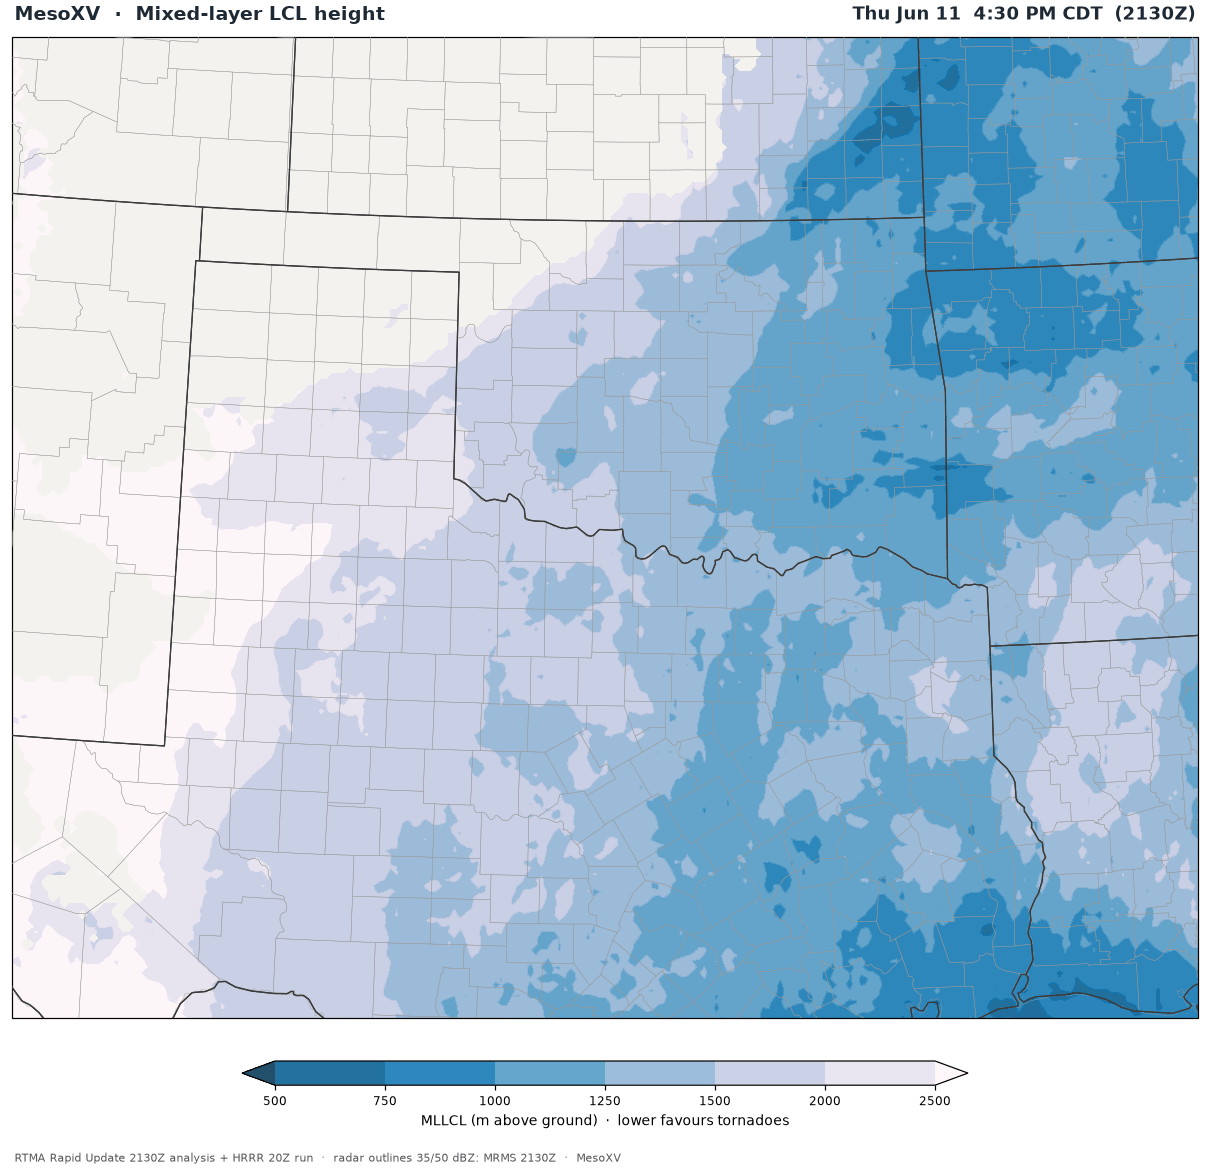 MesoXV · Mixed-layer LCL height
Thu Jun 11 4:30 PM CDT (2130Z)
500 750 1000 1250 1500 2000 2500
MLLCL (m above ground) · lower favours tornadoes
RTMA Rapid Update 2130Z analysis + HRRR 20Z run · radar outlines 35/50 dBZ: MRMS 2130Z · MesoXV